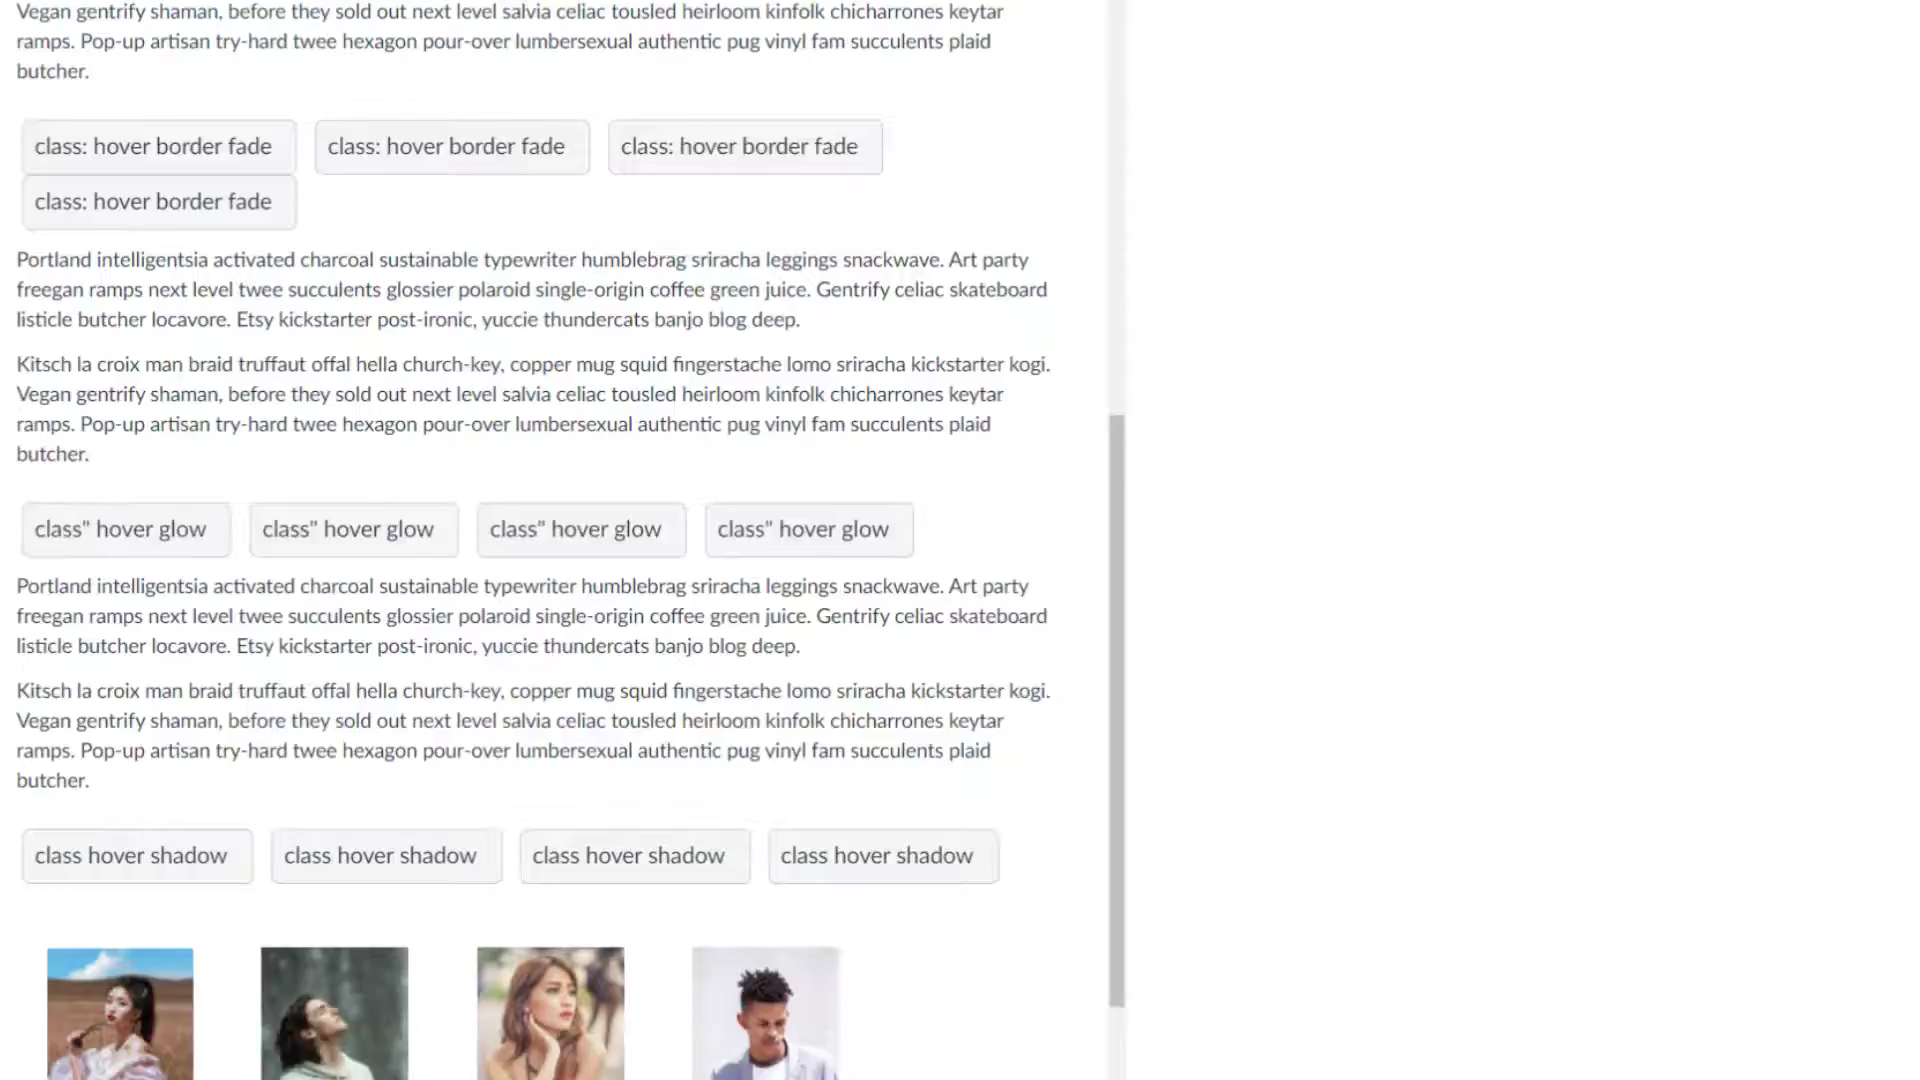 Vegan gentrify shaman, before they sold out next level salvia celiac tousled heirloom kinfolk chicharrones keytar
ramps. Pop-up artisan try-hard twee hexagon pour-over lumbersexual authentic pug vinyl fam succulents plaid
butcher.
class: hover border fade class: hover border fade class: hover border fade
class: hover border fade
Portland intelligentsia activated charcoal sustainable typewriter humblebrag sriracha leggings snackwave. Art party
freegan ramps next level twee succulents glossier polaroid single-origin coffee green juice. Gentrify celiac skateboard
listicle butcher locavore. Etsy kickstarter post-ironic, yuccie thundercats banjo blog deep.
Kitsch la croix man braid truffaut offal hella church-key, copper mug squid fingerstache lomo sriracha kickstarter kogi.
Vegan gentrify shaman, before they sold out next level salvia celiac tousled heirloom kinfolk chicharrones keytar
ramps. Pop-up artisan try-hard twee hexagon pour-over lumbersexual authentic pug vinyl fam succulents plaid
butcher.
class" hover glow class" hover glow class" hover glow class" hover glow
Portland intelligentsia activated charcoal sustainable typewriter humblebrag sriracha leggings snackwave. Art party
freegan ramps next level twee succulents glossier polaroid single-origin coffee green juice. Gentrify celiac skateboard
listicle butcher locavore. Etsy kickstarter post-ironic, yuccie thundercats banjo blog deep.
Kitsch la croix man braid truffaut offal hella church-key, copper mug squid fingerstache lomo sriracha kickstarter kogi.
Vegan gentrify shaman, before they sold out next level salvia celiac tousled heirloom kinfolk chicharrones keytar
ramps. Pop-up artisan try-hard twee hexagon pour-over lumbersexual authentic pug vinyl fam succulents plaid
butcher.
class hover shadow class hover shadow class hover shadow class hover shadow